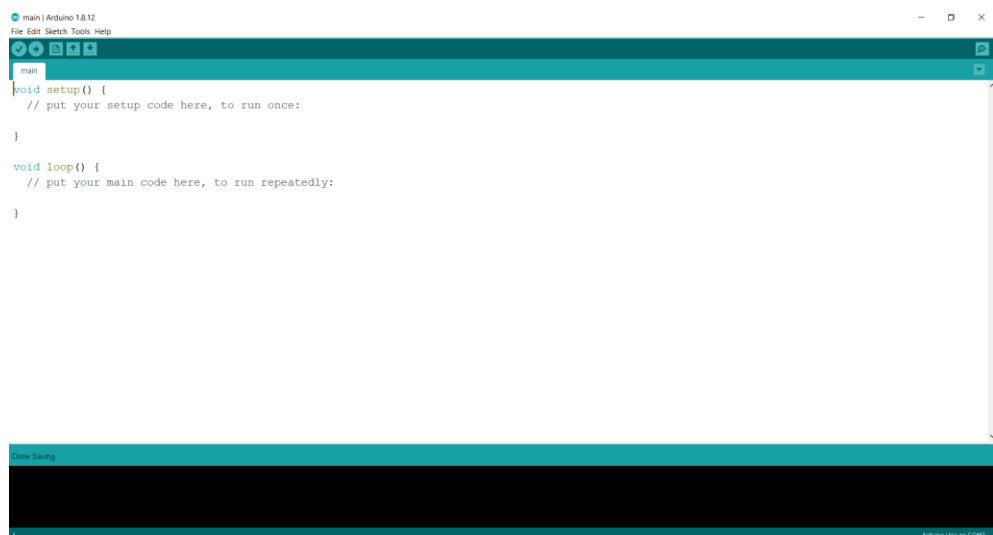 main | Arduino 1.8.12
File Edit Sketch Tools Help
main
void setup() {
  // put your setup code here, to run once:
}
void loop() {
  // put your main code here, to run repeatedly:
}
Done Saving.